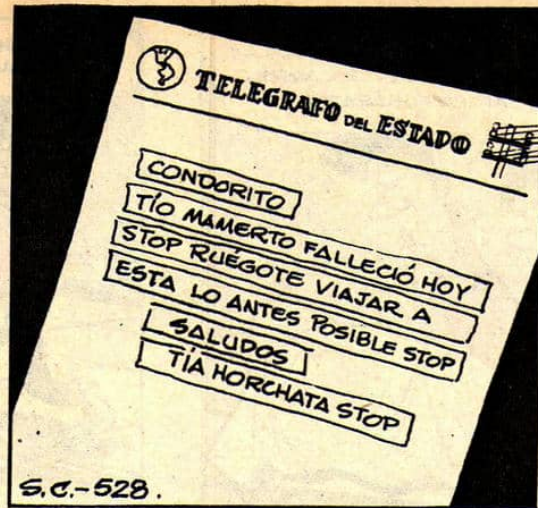 TELEGRAFO DEL ESTADO
CONDORITO
TÍO MAMERTO FALLECIÓ HOY
STOP RUÉGOTE VIAJAR A
ESTA LO ANTES POSIBLE STOP
SALUDOS
TÍA HORCHATA STOP
S.C.-528.